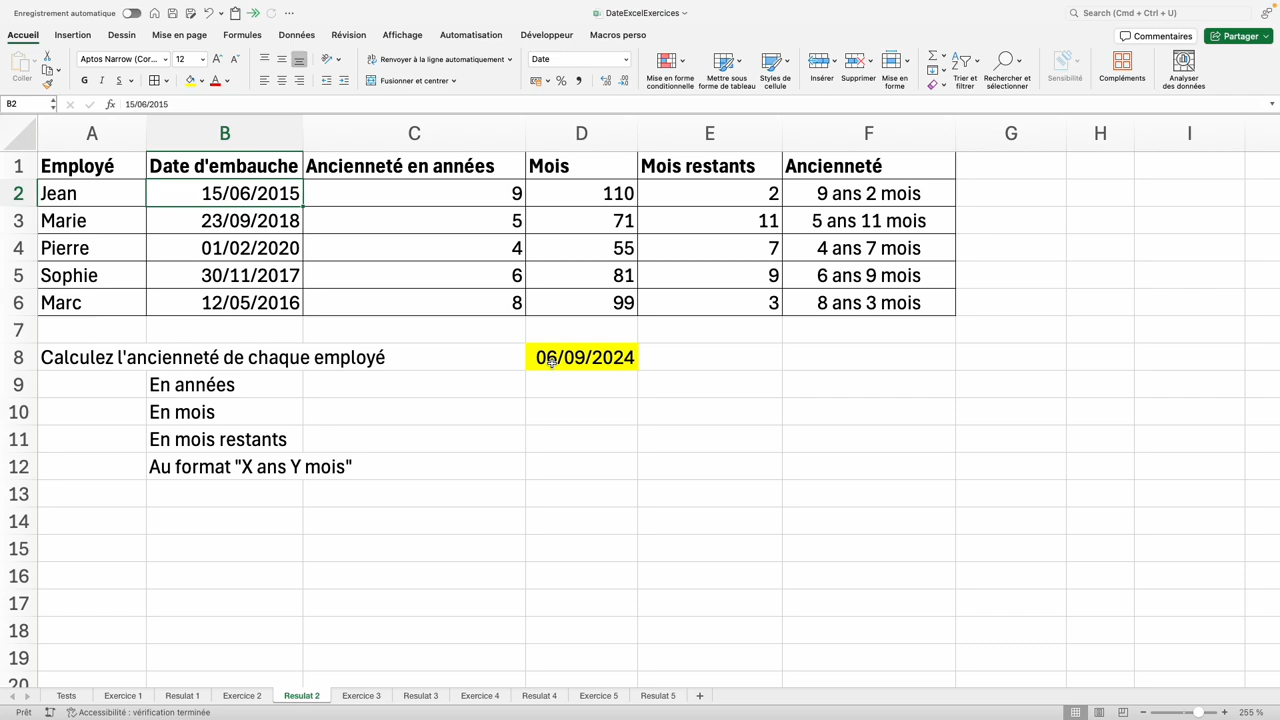 Enregistrement automatique
DateExcelExercices
Search (Cmd + Ctrl + U)
Accueil Insertion Dessin Mise en page Formules Données Révision Affichage Automatisation Développeur Macros perso
Commentaires Partager
Coller
Aptos Narrow (Cor... 12
Renvoyer à la ligne automatiquement
Date
G I S
Fusionner et centrer
Mise en forme conditionnelle
Mettre sous forme de tableau
Styles de cellule
Insérer
Supprimer
Mise en forme
Trier et filtrer
Rechercher et sélectionner
Sensibilité
Compléments
Analyser des données
B2 fx 15/06/2015
A B C D E F G H I
1 Employé Date d'embauche Ancienneté en années Mois Mois restants Ancienneté
2 Jean 15/06/2015 9 110 2 9 ans 2 mois
3 Marie 23/09/2018 5 71 11 5 ans 11 mois
4 Pierre 01/02/2020 4 55 7 4 ans 7 mois
5 Sophie 30/11/2017 6 81 9 6 ans 9 mois
6 Marc 12/05/2016 8 99 3 8 ans 3 mois
7
8 Calculez l'ancienneté de chaque employé 06/09/2024
9 En années
10 En mois
11 En mois restants
12 Au format "X ans Y mois"
13
14
15
16
17
18
19
20
Tests Exercice 1 Resulat 1 Exercice 2 Resulat 2 Exercice 3 Resulat 3 Exercice 4 Resulat 4 Exercice 5 Resulat 5
Prêt Accessibilité : vérification terminée 255 %